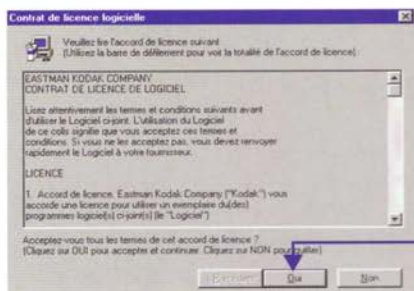 Contrat de licence logicielle
Veuillez lire l'accord de licence suivant
(Utilisez la barre de défilement pour voir la totalité de l'accord de licence)
EASTMAN KODAK COMPANY
CONTRAT DE LICENCE DE LOGICIEL
Lisez attentivement les termes et conditions suivants avant
d'utiliser le Logiciel ci-joint. L'utilisation du Logiciel
de ce colis signifie que vous acceptez ces termes et
conditions. Si vous ne les acceptez pas, vous devez renvoyer
rapidement le Logiciel à votre fournisseur.
LICENCE
1. Accord de licence. Eastman Kodak Company ("Kodak") vous
accorde une licence pour utiliser un exemplaire du(des)
programmes logiciel(s) ci-joint(s) (le "Logiciel")
Acceptez-vous tous les termes de cet accord de licence ?
(Cliquez sur OUI pour accepter et continuer. Cliquez sur NON pour quitter)
Oui
Non